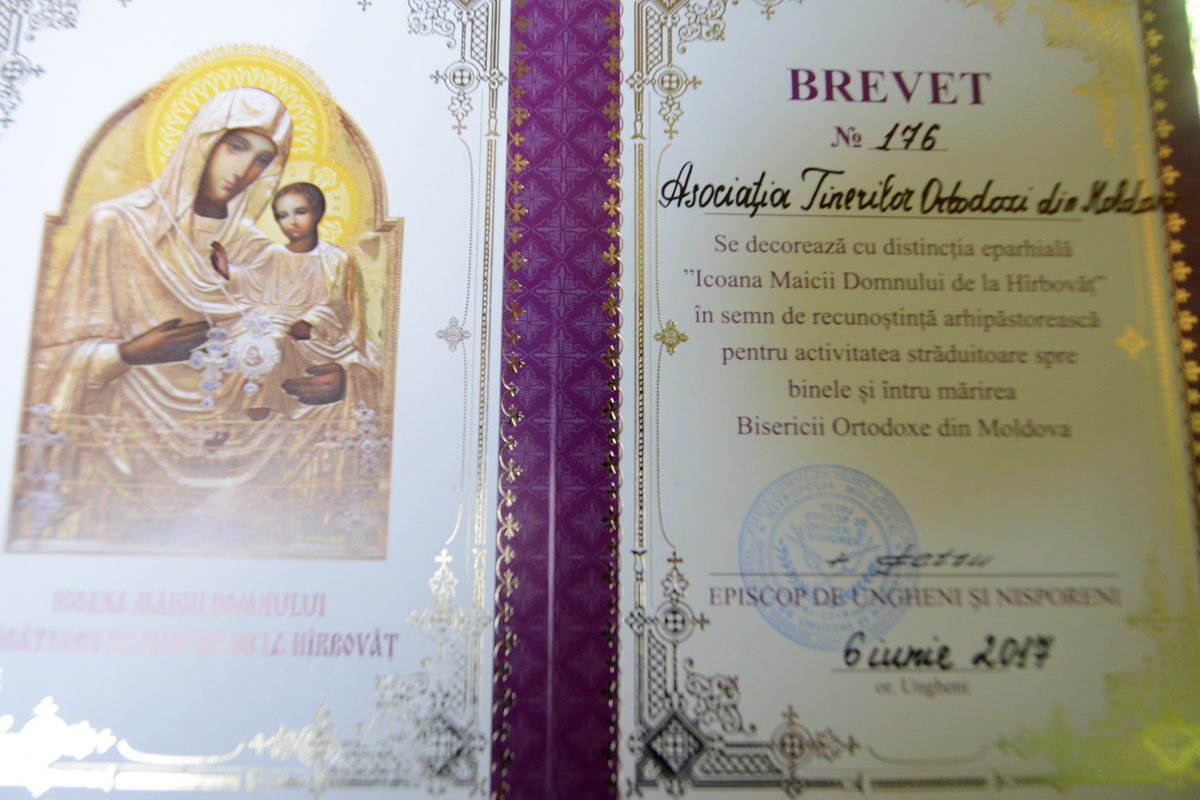 ICOANA MAICII DOMNULUI
DE LA HÎRBOVĂȚ
BREVET
№ 176
Asociația Tinerilor Ortodocși din Moldova
Se decorează cu distincția eparhială
”Icoana Maicii Domnului de la Hîrbovăț”
în semn de recunoștință arhipăstorească
pentru activitatea străduitoare spre
binele și întru mărirea
Bisericii Ortodoxe din Moldova
+ Petru
EPISCOP DE UNGHENI ȘI NISPORENI
6 iunie 2017
or. Ungheni